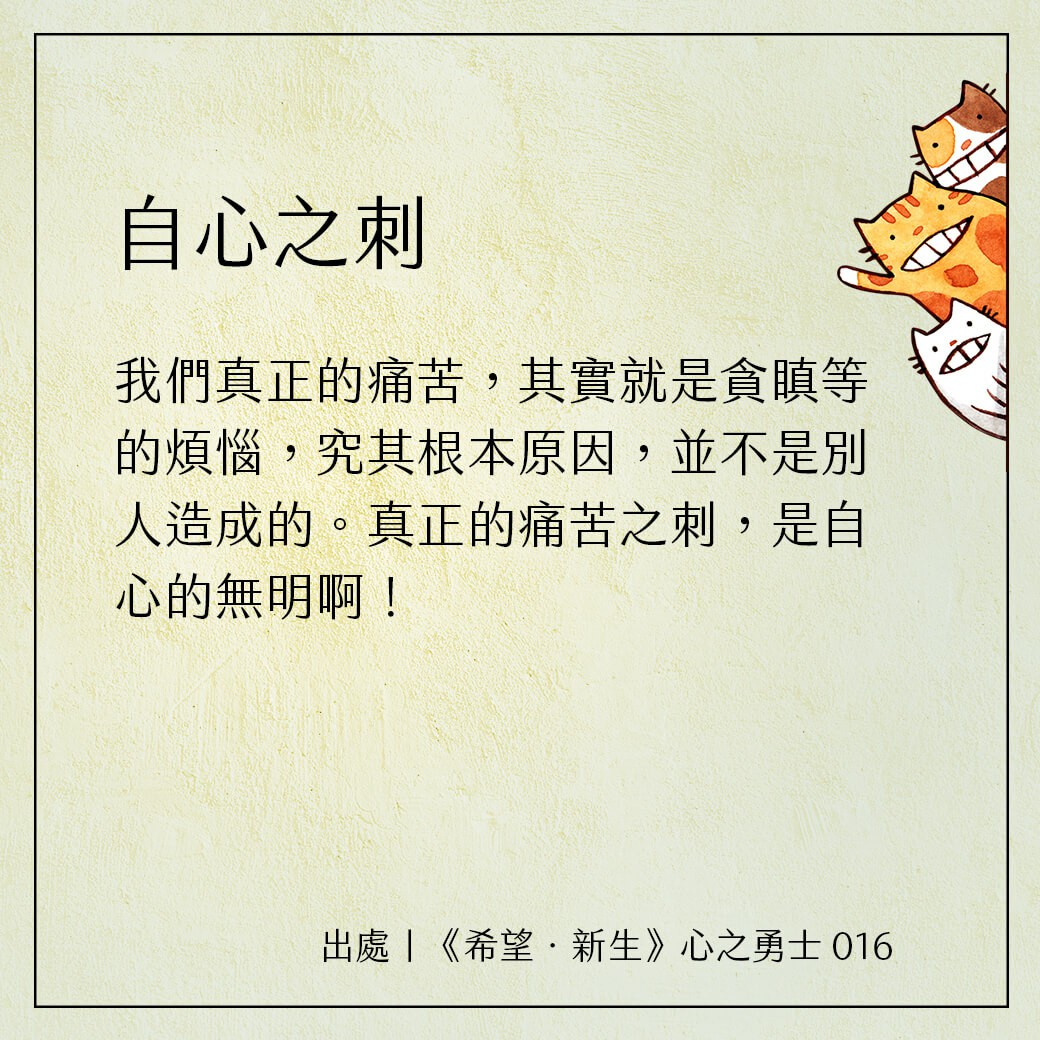 自心之刺
我們真正的痛苦，其實就是貪瞋等
的煩惱，究其根本原因，並不是別
人造成的。真正的痛苦之刺，是自
心的無明啊！
出處｜《希望．新生》心之勇士 016